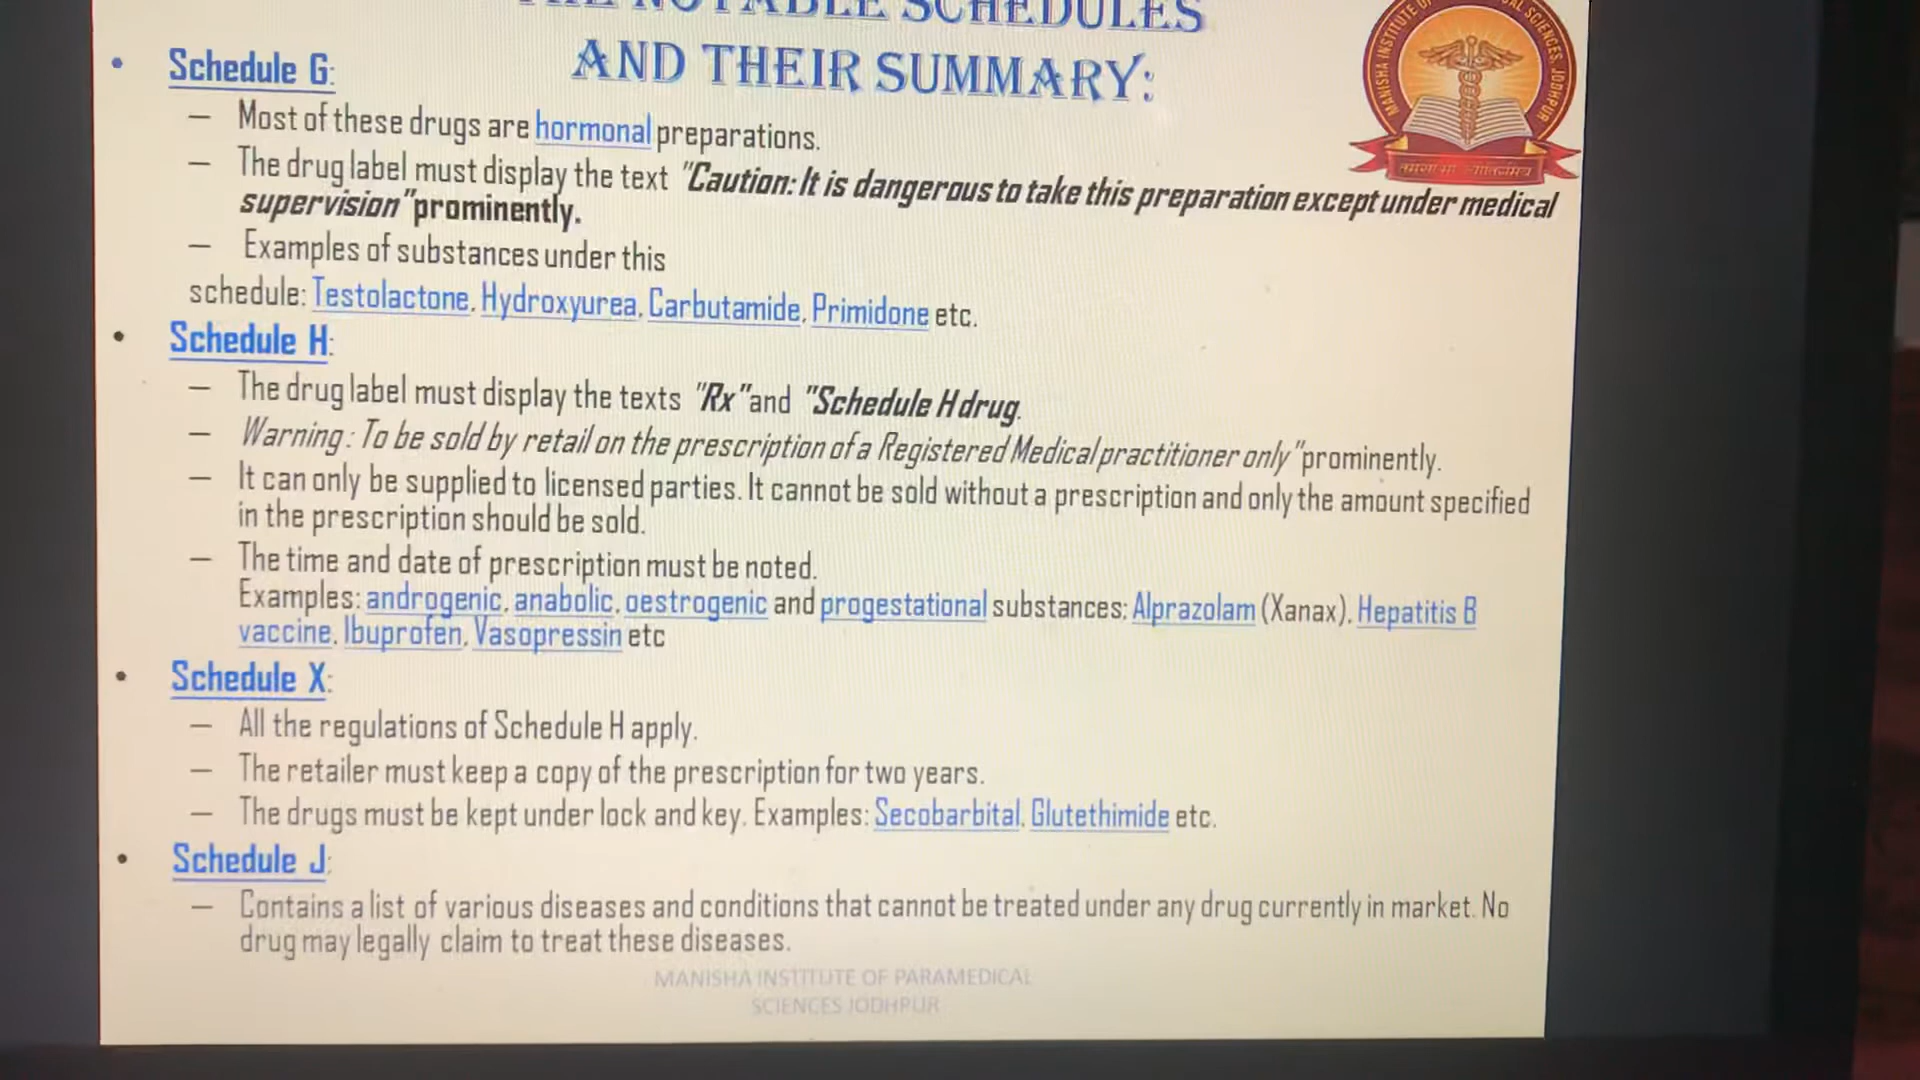 THE NOTABLE SCHEDULES
AND THEIR SUMMARY:
MANISHA INSTITUTE OF
SCIENCES, JODHPUR
• Schedule G:
– Most of these drugs are hormonal preparations.
– The drug label must display the text "Caution: It is dangerous to take this preparation except under medical
supervision" prominently.
– Examples of substances under this
schedule: Testolactone, Hydroxyurea, Carbutamide, Primidone etc.
• Schedule H:
– The drug label must display the texts "Rx" and "Schedule H drug.
– Warning: To be sold by retail on the prescription of a Registered Medical practitioner only" prominently.
– It can only be supplied to licensed parties. It cannot be sold without a prescription and only the amount specified
in the prescription should be sold.
– The time and date of prescription must be noted.
Examples: androgenic, anabolic, oestrogenic and progestational substances; Alprazolam (Xanax), Hepatitis B
vaccine, Ibuprofen, Vasopressin etc
• Schedule X:
– All the regulations of Schedule H apply.
– The retailer must keep a copy of the prescription for two years.
– The drugs must be kept under lock and key. Examples: Secobarbital, Glutethimide etc.
• Schedule J:
– Contains a list of various diseases and conditions that cannot be treated under any drug currently in market. No
drug may legally claim to treat these diseases.
MANISHA INSTITUTE OF PARAMEDICAL
SCIENCES JODHPUR